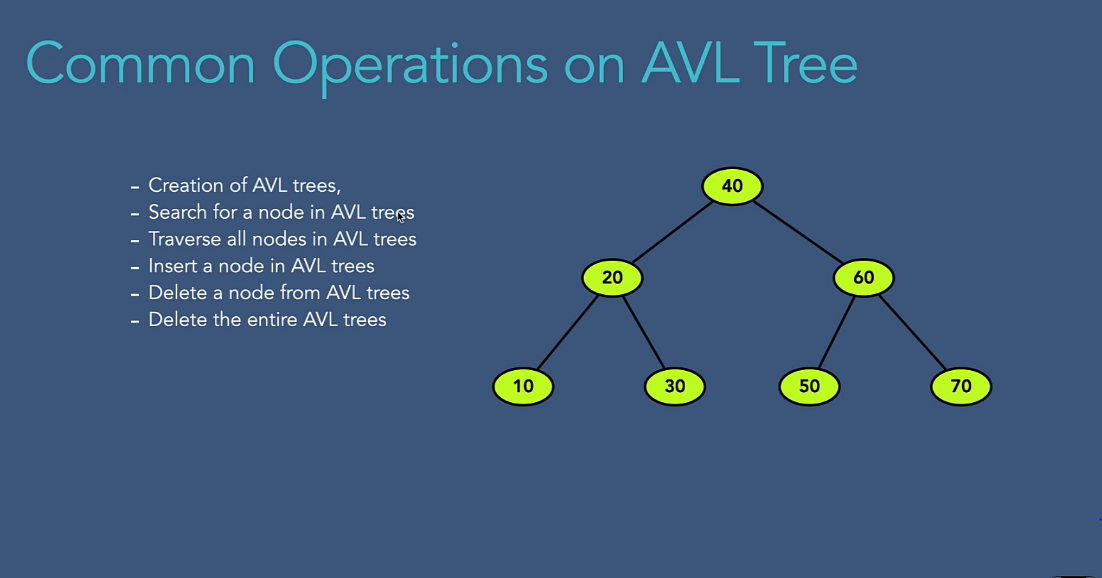 Common Operations on AVL Tree
- Creation of AVL trees,
- Search for a node in AVL trees
- Traverse all nodes in AVL trees
- Insert a node in AVL trees
- Delete a node from AVL trees
- Delete the entire AVL trees
40
20 60
10 30 50 70